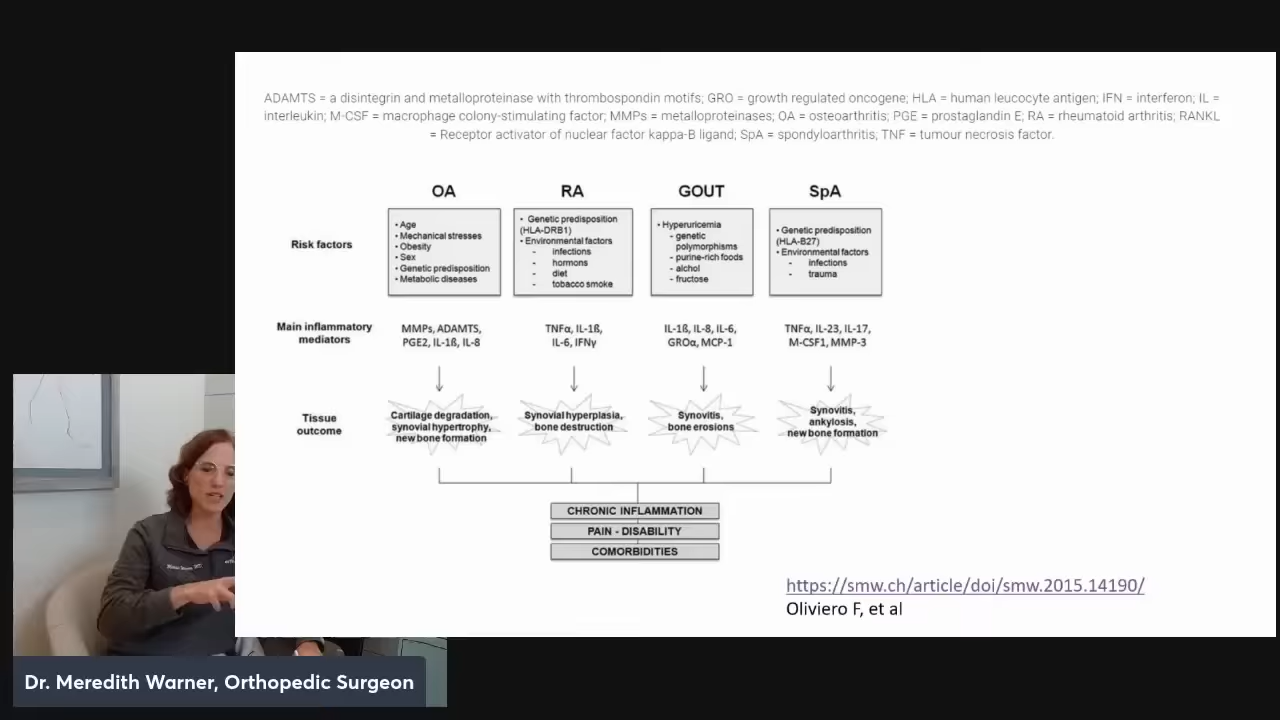 ADAMTS = a disintegrin and metalloproteinase with thrombospondin motifs; GRO = growth regulated oncogene; HLA = human leucocyte antigen; IFN = interferon; IL =
interleukin; M-CSF = macrophage colony-stimulating factor; MMPs = metalloproteinases; OA = osteoarthritis; PGE = prostaglandin E; RA = rheumatoid arthritis; RANKL
= Receptor activator of nuclear factor kappa-B ligand; SpA = spondyloarthritis; TNF = tumour necrosis factor.
OA
RA
GOUT
SpA
Risk factors
• Age
• Mechanical stresses
• Obesity
• Sex
• Genetic predisposition
• Metabolic diseases
• Genetic predisposition
(HLA-DRB1)
• Environmental factors
- infections
- hormons
- diet
- tobacco smoke
• Hyperuricemia
- genetic
polymorphisms
- purine-rich foods
- alchol
- fructose
• Genetic predisposition
(HLA-B27)
• Environmental factors
- infections
- trauma
Main inflammatory
mediators
MMPs, ADAMTS,
PGE2, IL-1ß, IL-8
TNFα, IL-1ß,
IL-6, IFNγ
IL-1ß, IL-8, IL-6,
GROα, MCP-1
TNFα, IL-23, IL-17,
M-CSF1, MMP-3
Tissue
outcome
Cartilage degradation,
synovial hypertrophy,
new bone formation
Synovial hyperplasia,
bone destruction
Synovitis,
bone erosions
Synovitis,
ankylosis,
new bone formation
CHRONIC INFLAMMATION
PAIN - DISABILITY
COMORBIDITIES
https://smw.ch/article/doi/smw.2015.14190/
Oliviero F, et al
Dr. Meredith Warner, Orthopedic Surgeon